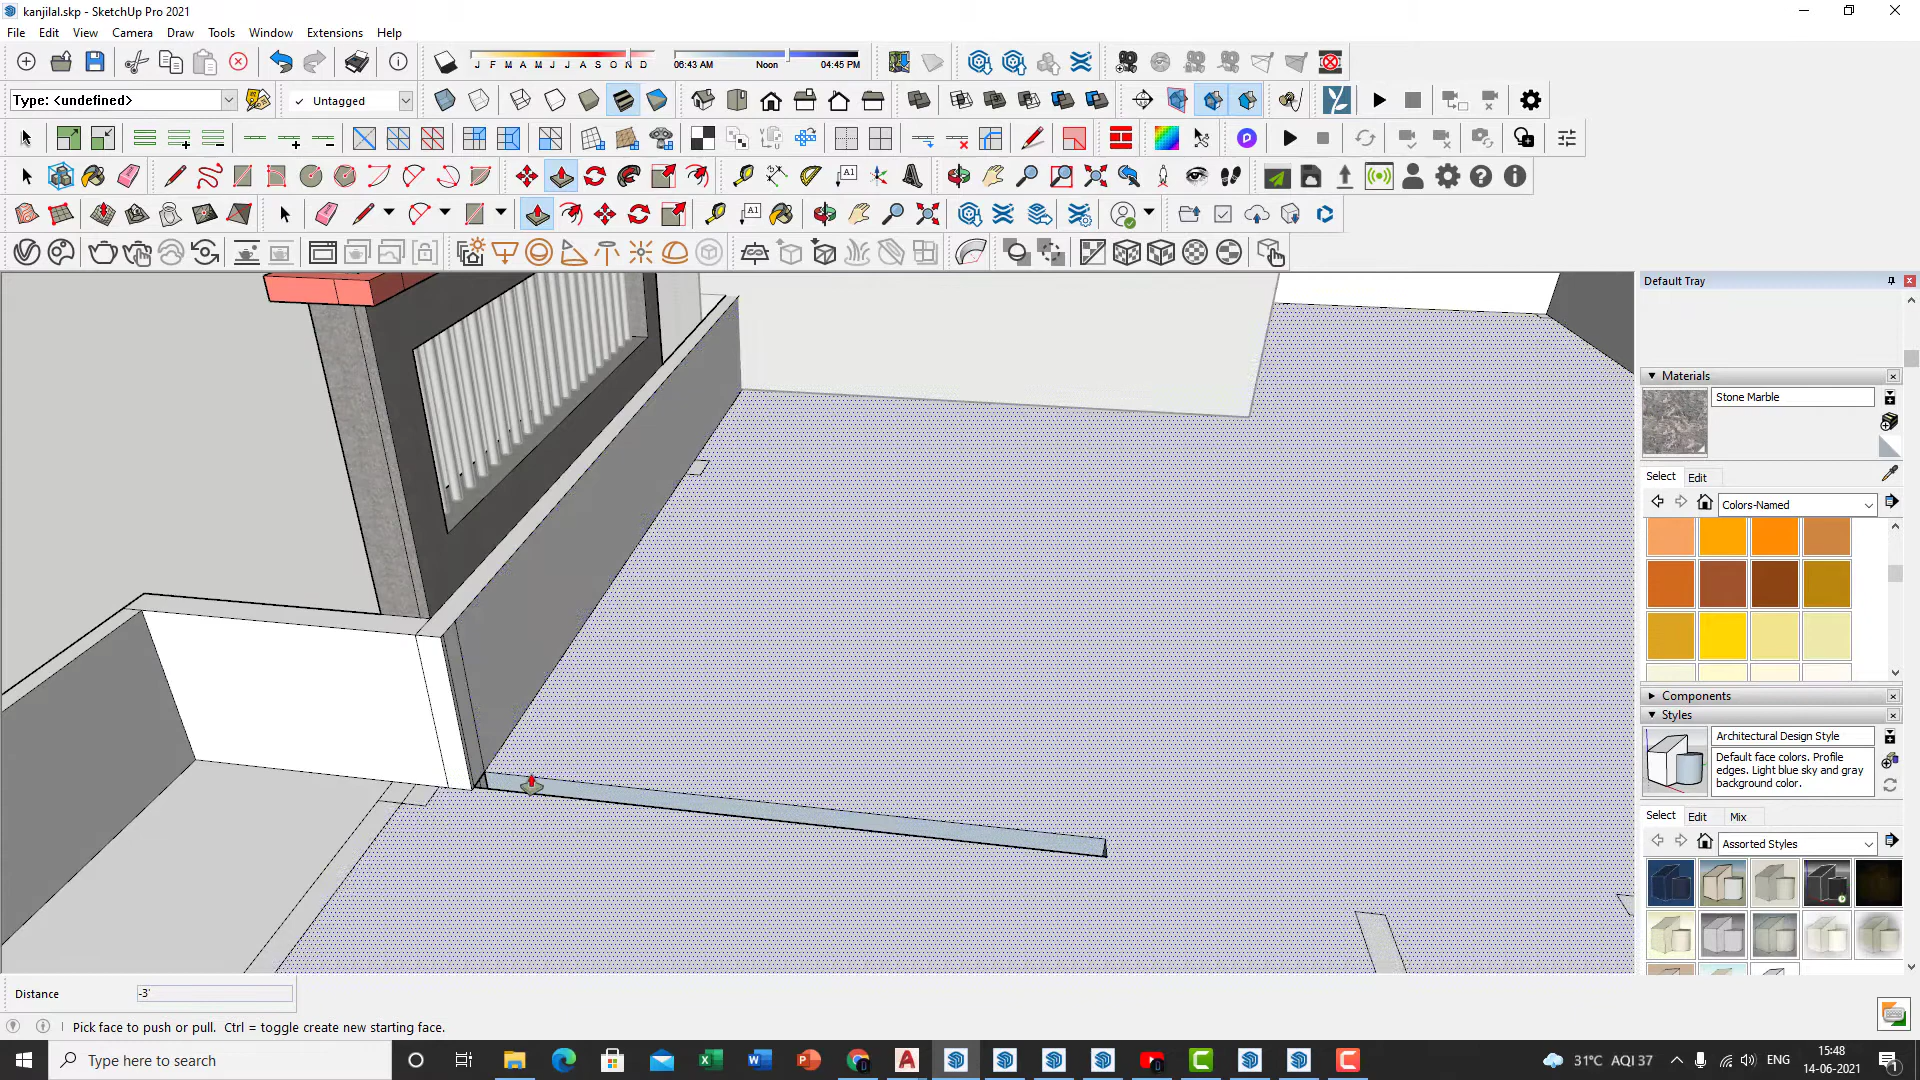 kanjilal.skp - SketchUp Pro 2021
File Edit View Camera Draw Tools Window Extensions Help
J F M A M J J A S O N D
06:43 AM Noon 04:45 PM
Type: <undefined>
Untagged
A1
A1
Default Tray
Materials
Stone Marble
Select Edit
Colors-Named
Components
Styles
Architectural Design Style
Default face colors. Profile
edges. Light blue sky and gray
background color.
Select Edit Mix
Assorted Styles
Distance -3'
Pick face to push or pull. Ctrl = toggle create new starting face.
Type here to search
31°C AQI 37
ENG
15:48
14-06-2021